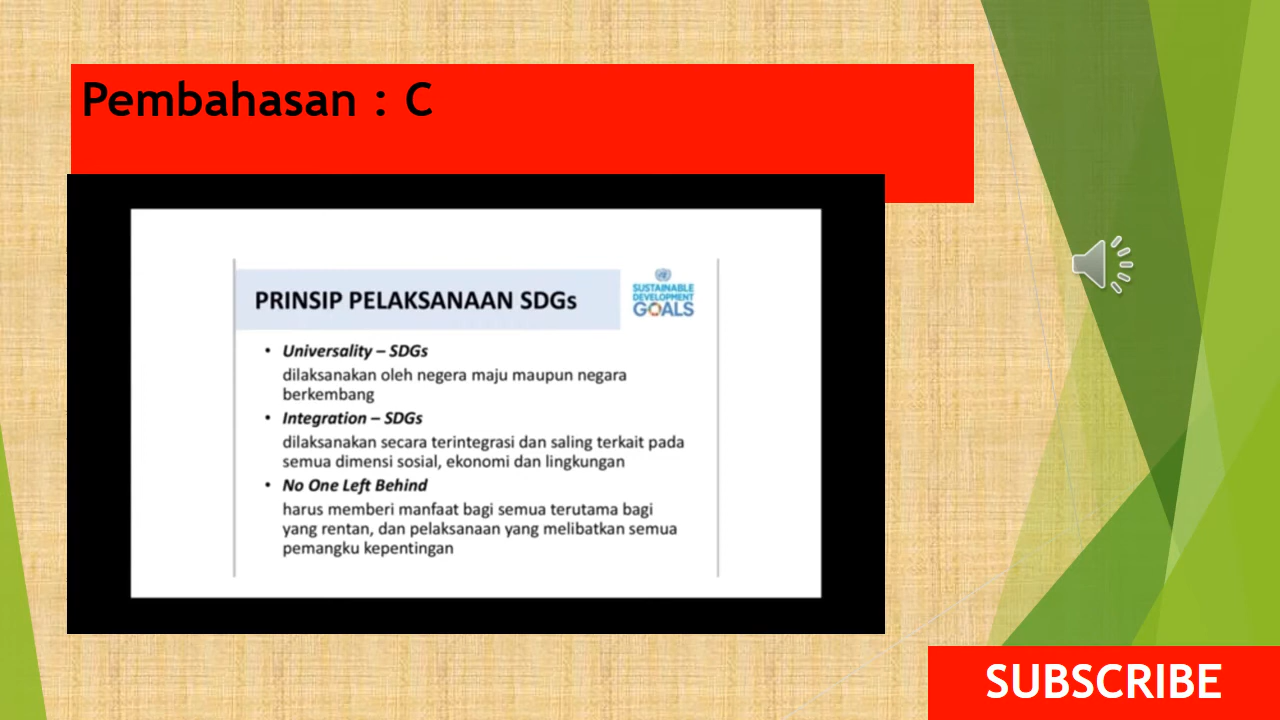 Pembahasan : C
PRINSIP PELAKSANAAN SDGs
SUSTAINABLE
DEVELOPMENT
GOALS
• Universality – SDGs
dilaksanakan oleh negera maju maupun negara
berkembang
• Integration – SDGs
dilaksanakan secara terintegrasi dan saling terkait pada
semua dimensi sosial, ekonomi dan lingkungan
• No One Left Behind
harus memberi manfaat bagi semua terutama bagi
yang rentan, dan pelaksanaan yang melibatkan semua
pemangku kepentingan
SUBSCRIBE